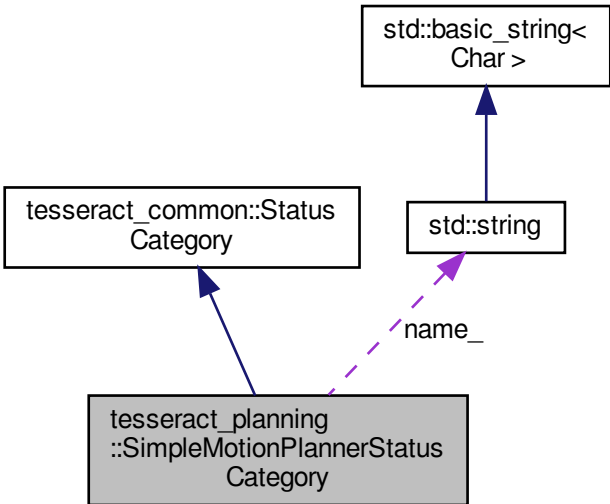 std::basic_string<
Char >
tesseract_common::Status
Category
std::string
name_
tesseract_planning
::SimpleMotionPlannerStatus
Category